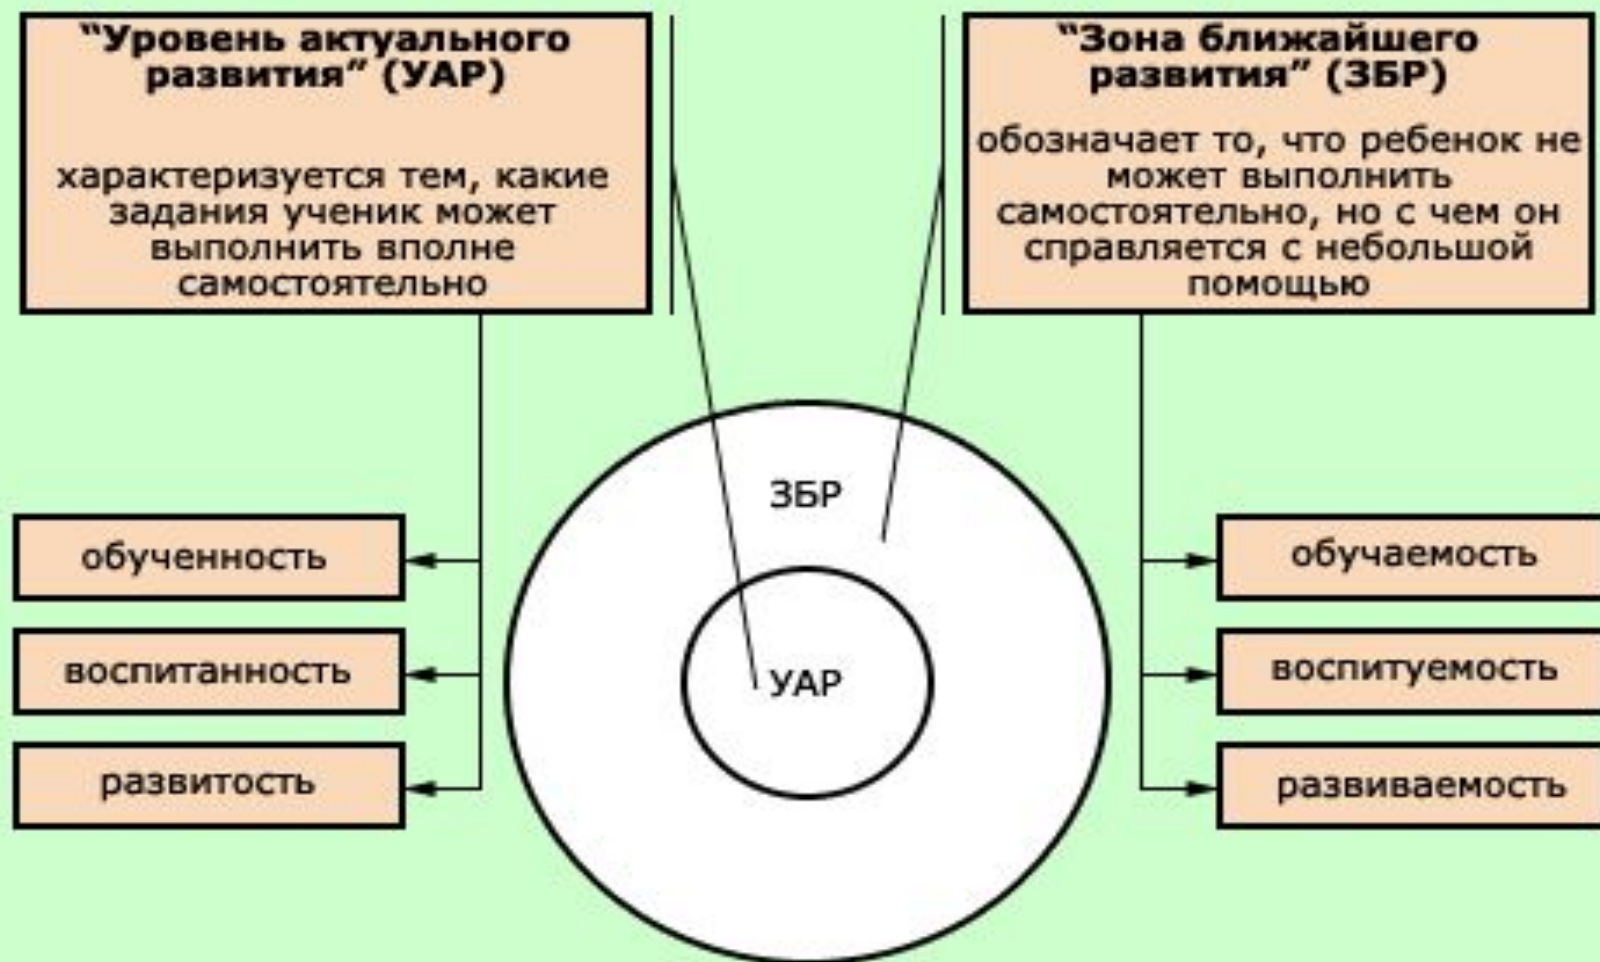 “Уровень актуального
развития” (УАР)
характеризуется тем, какие
задания ученик может
выполнить вполне
самостоятельно
“Зона ближайшего
развития” (ЗБР)
обозначает то, что ребенок не
может выполнить
самостоятельно, но с чем он
справляется с небольшой
помощью
ЗБР
УАР
обученность
воспитанность
развитость
обучаемость
воспитуемость
развиваемость